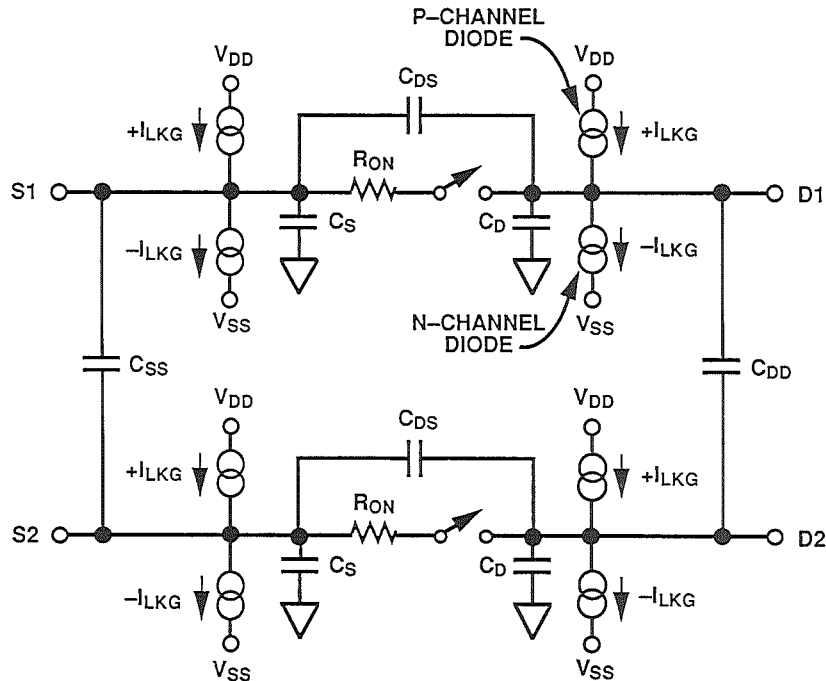 P–CHANNEL
DIODE
VDD
VDD
CDS
+ILKG
+ILKG
RON
S1
D1
CS
CD
–ILKG
–ILKG
VSS
VSS
N–CHANNEL
DIODE
CSS
CDD
VDD
VDD
CDS
+ILKG
+ILKG
RON
S2
D2
CS
CD
–ILKG
–ILKG
VSS
VSS